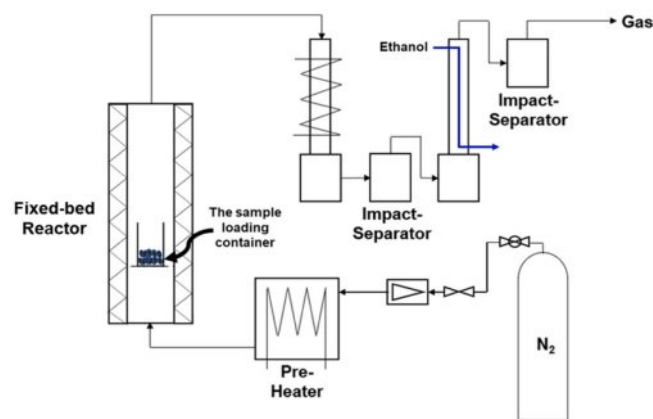 Gas
Ethanol
Impact-
Separator
Fixed-bed
Reactor
The sample
loading
container
Impact-
Separator
Pre-
Heater
N₂